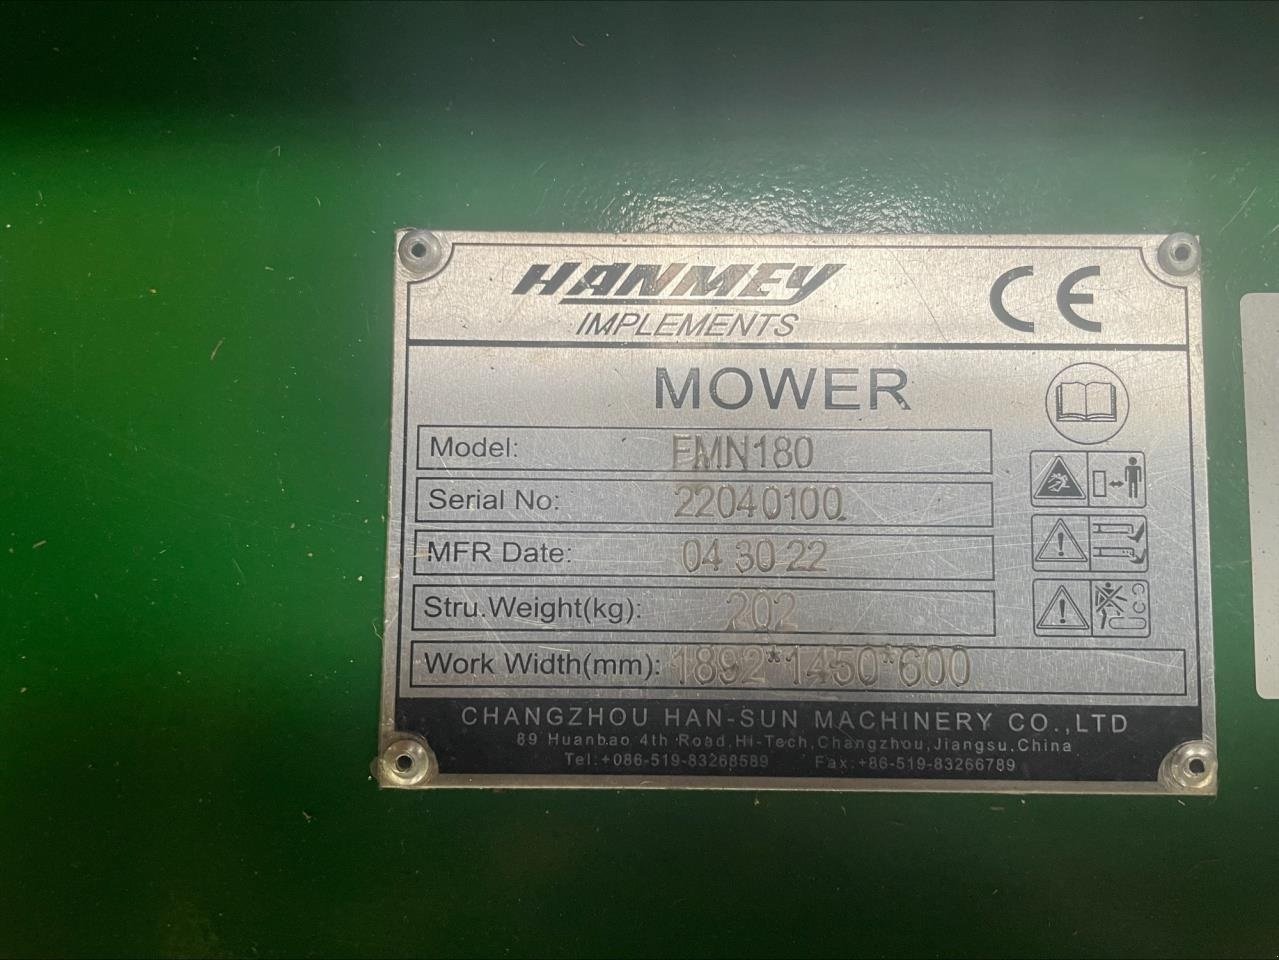 HANMEY
IMPLEMENTS
CE
MOWER
Model: FMN180
Serial No: 22040100
MFR Date: 04 30 22
Stru.Weight(kg): 202
Work Width(mm): 1892*1450*600
CHANGZHOU HAN-SUN MACHINERY CO.,LTD
89 Huanbao 4th Road,Hi-Tech,Changzhou,Jiangsu,China
Tel:+086-519-83268589 Fax:+86-519-83266789